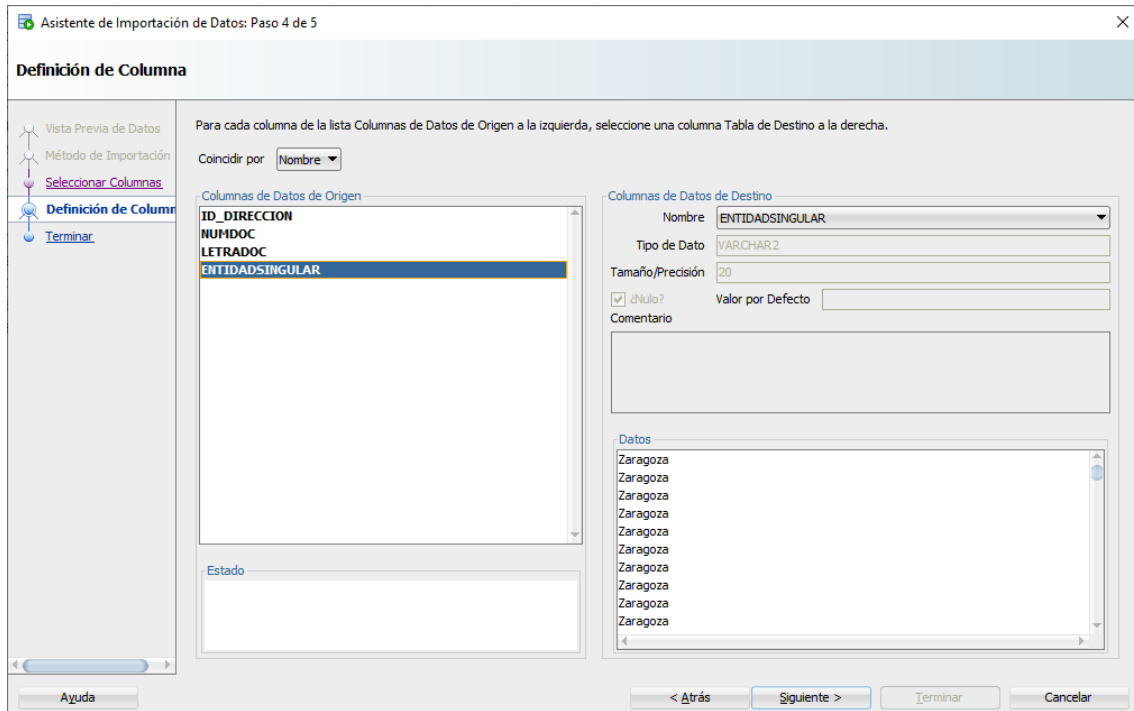 Asistente de Importación de Datos: Paso 4 de 5
Definición de Columna
Vista Previa de Datos
Método de Importación
Seleccionar Columnas
Definición de Column
Terminar
Para cada columna de la lista Columnas de Datos de Origen a la izquierda, seleccione una columna Tabla de Destino a la derecha.
Coincidir por Nombre
Columnas de Datos de Origen
ID_DIRECCION
NUMDOC
LETRADOC
ENTIDADSINGULAR
Estado
Columnas de Datos de Destino
Nombre ENTIDADSINGULAR
Tipo de Dato VARCHAR2
Tamaño/Precisión 20
¿Nulo? Valor por Defecto
Comentario
Datos
Zaragoza
Zaragoza
Zaragoza
Zaragoza
Zaragoza
Zaragoza
Zaragoza
Zaragoza
Zaragoza
Zaragoza
Ayuda < Atrás Siguiente > Terminar Cancelar